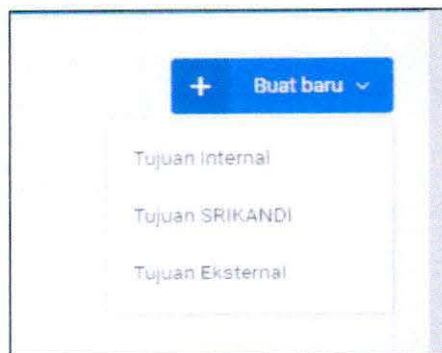 + Buat baru
Tujuan Internal
Tujuan SRIKANDI
Tujuan Eksternal